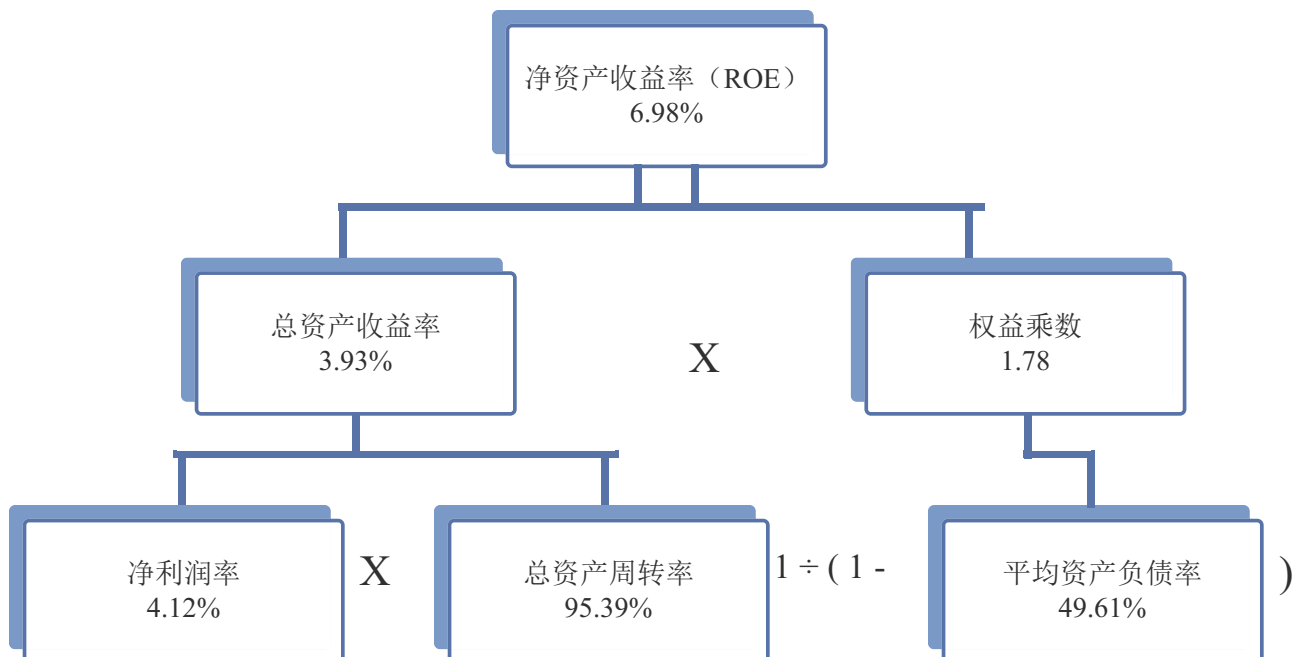 净资产收益率（ROE）
6.98%
总资产收益率
3.93%
X
权益乘数
1.78
净利润率
4.12%
X
总资产周转率
95.39%
1 ÷ ( 1 -
平均资产负债率
49.61%
)